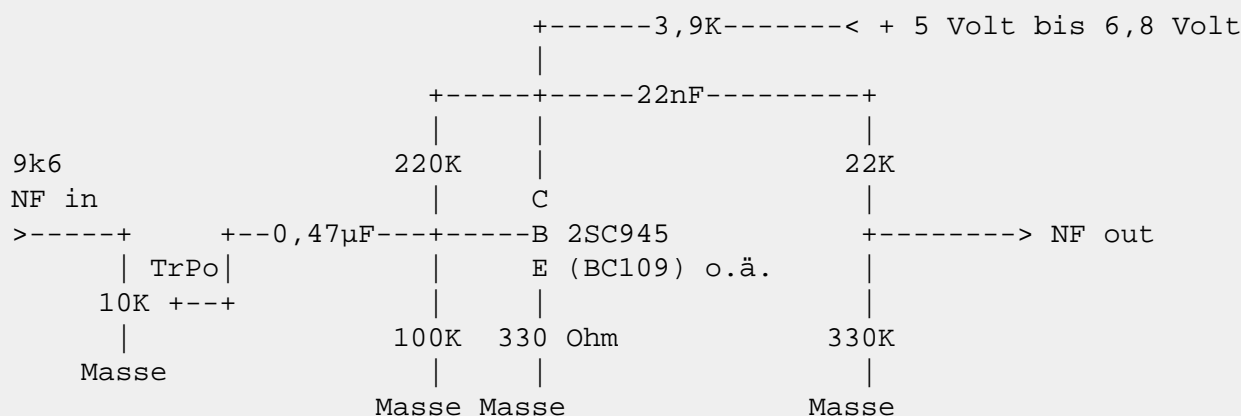 +------3,9K-------< + 5 Volt bis 6,8 Volt
|
+-----+-----22nF---------+
| | |
9k6 220K | 22K
NF in | C |
>-----+ +--0,47µF---+-----B 2SC945 +--------> NF out
| TrPo| | E (BC109) o.ä. |
10K +--+ | | |
| 100K 330 Ohm 330K
Masse | | |
Masse Masse Masse